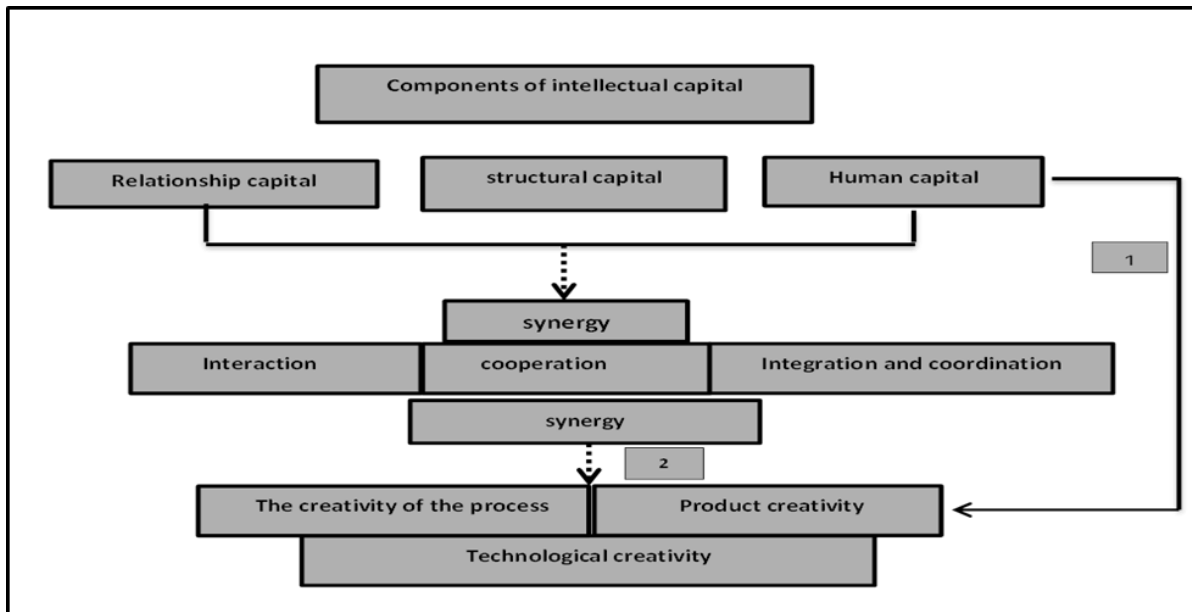 Components of intellectual capital
Relationship capital
structural capital
Human capital
1
synergy
Interaction
cooperation
Integration and coordination
synergy
2
The creativity of the process
Product creativity
Technological creativity